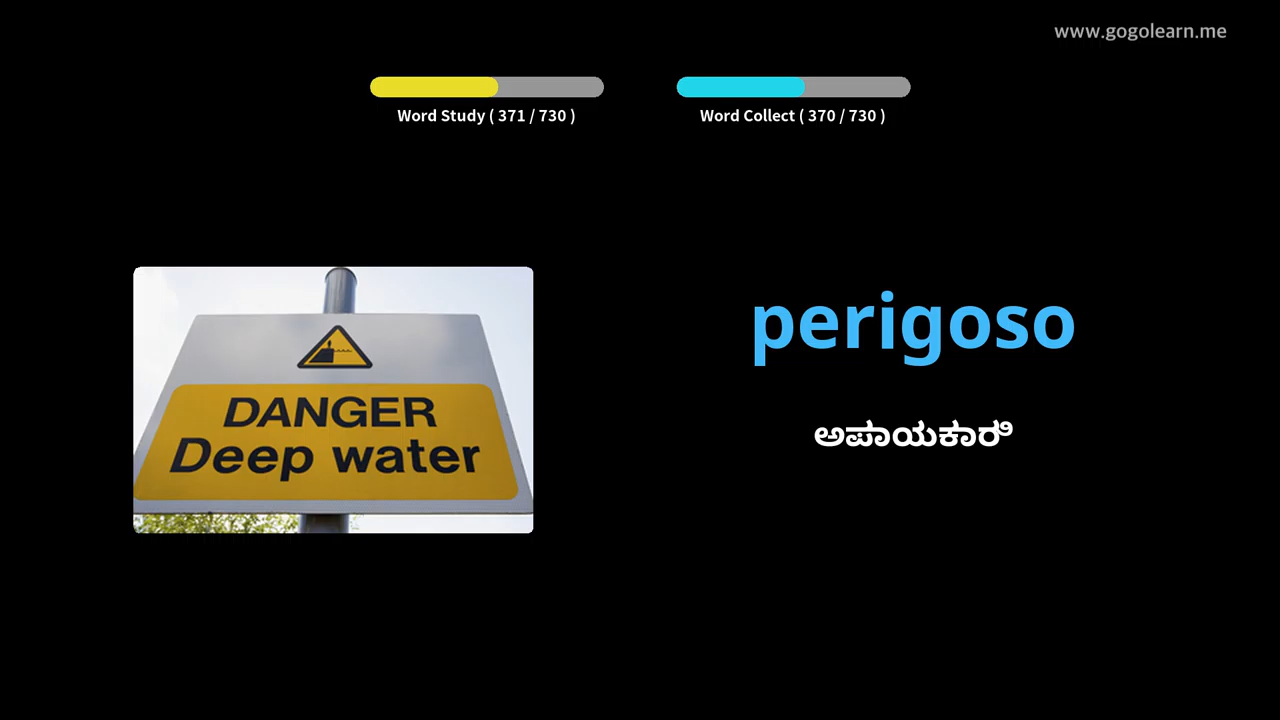 www.gogolearn.me
Word Study ( 371 / 730 )
Word Collect ( 370 / 730 )
DANGER
Deep water
perigoso
ಅಪಾಯಕಾರಿ